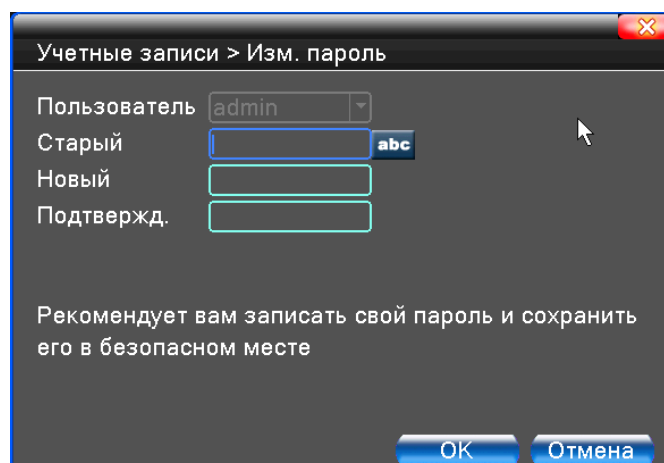 Учетные записи > Изм. пароль
Пользователь admin
Старый abc
Новый
Подтвержд.
Рекомендует вам записать свой пароль и сохранить
его в безопасном месте
OK Отмена